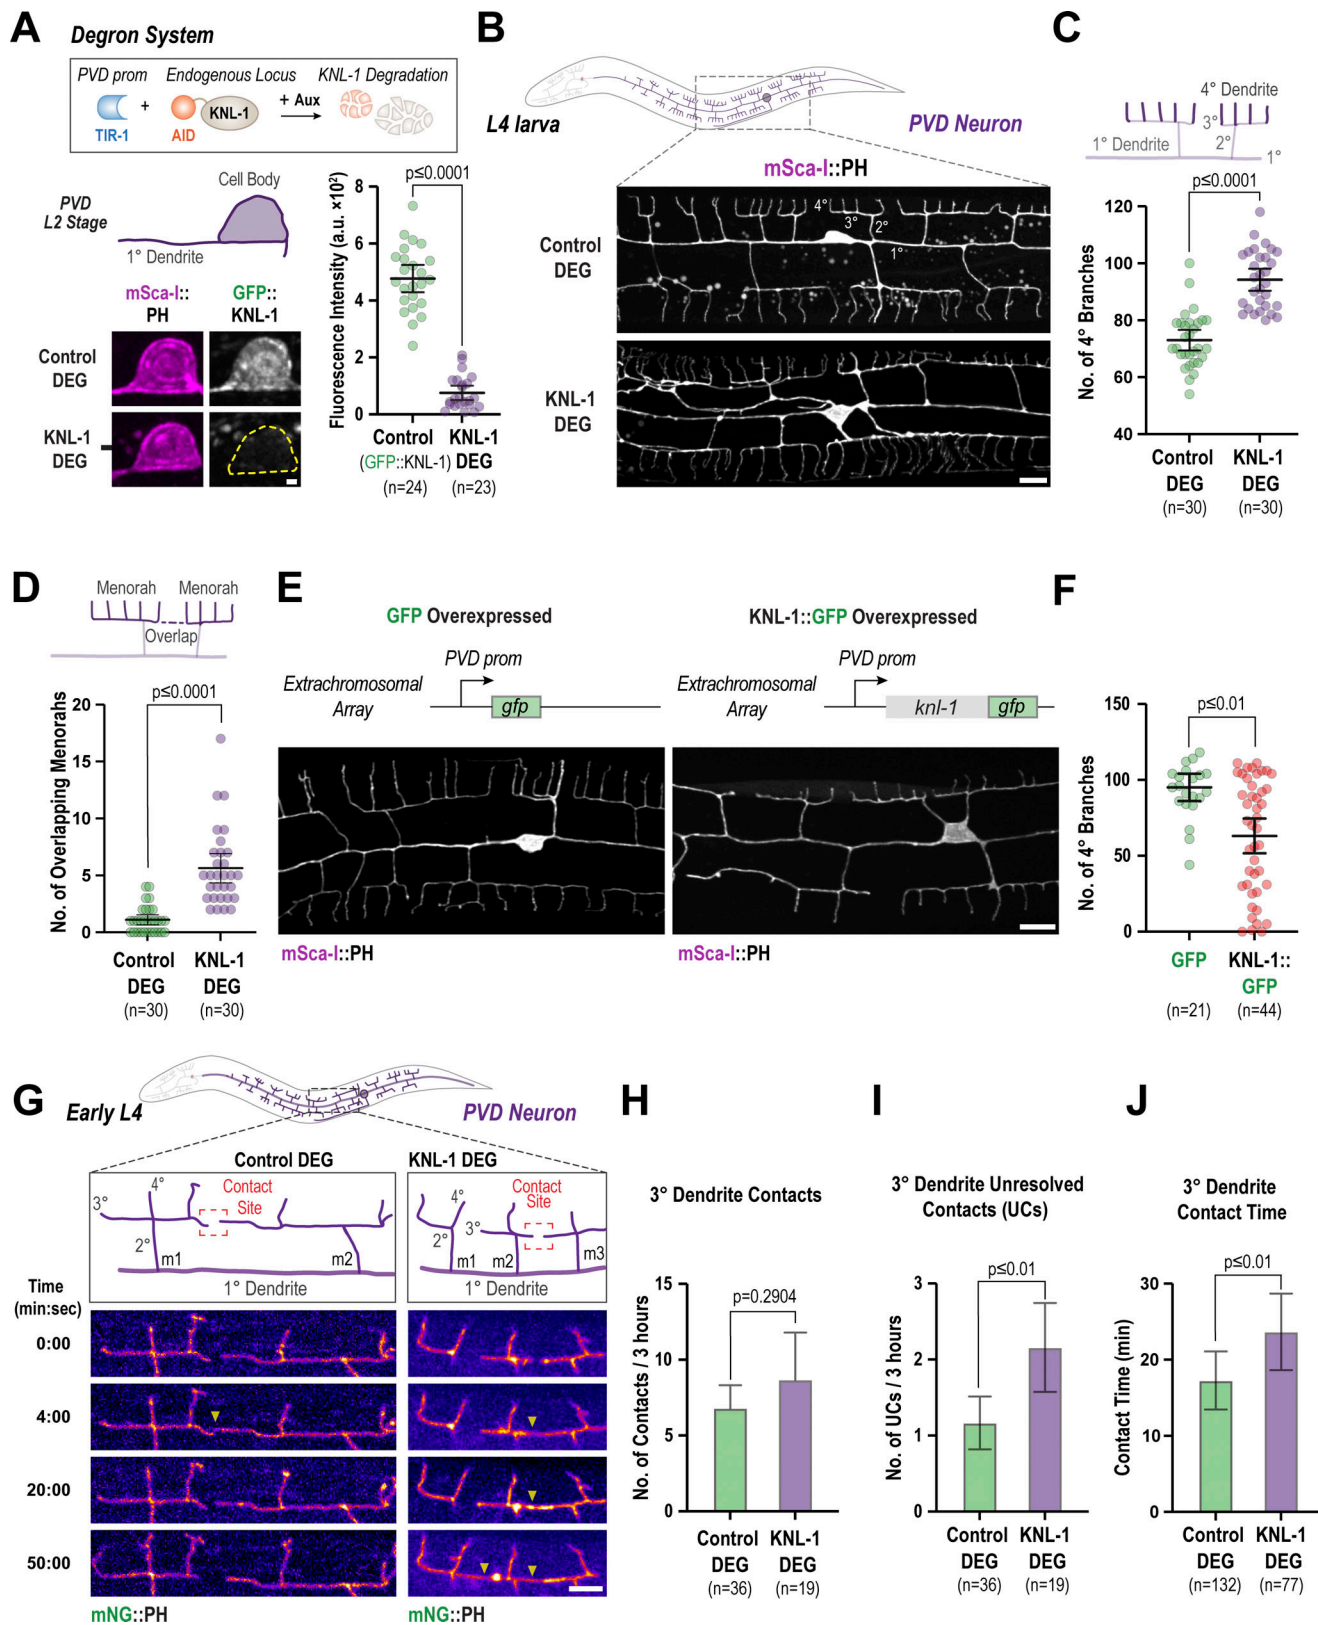 A
Degron System
PVD prom
Endogenous Locus
KNL-1 Degradation
+
KNL-1
+ Aux
TIR-1
AID
PVD
L2 Stage
Cell Body
1° Dendrite
mSca-I::
PH
GFP::
KNL-1
Control
DEG
KNL-1
DEG
Fluorescence Intensity (a.u. ×10²)
p≤0.0001
8
6
4
2
0
Control
(GFP::KNL-1)
(n=24)
KNL-1
DEG
(n=23)
B
L4 larva
PVD Neuron
mSca-I::PH
Control
DEG
4°
3°
2°
1°
KNL-1
DEG
C
4° Dendrite
3°
1° Dendrite
2°
1°
p≤0.0001
No. of 4° Branches
120
100
80
60
40
Control
DEG
(n=30)
KNL-1
DEG
(n=30)
D
Menorah
Menorah
Overlap
p≤0.0001
No. of Overlapping Menorahs
20
15
10
5
0
Control
DEG
(n=30)
KNL-1
DEG
(n=30)
E
GFP Overexpressed
PVD prom
Extrachromosomal
Array
gfp
mSca-I::PH
KNL-1::GFP Overexpressed
PVD prom
Extrachromosomal
Array
knl-1
gfp
mSca-I::PH
F
p≤0.01
No. of 4° Branches
150
100
50
0
GFP
(n=21)
KNL-1::
GFP
(n=44)
G
Early L4
PVD Neuron
Control DEG
KNL-1 DEG
4°
3°
Contact
Site
2°
m1
m2
1° Dendrite
4°
3°
Contact
Site
2°
m1
m2
m3
1° Dendrite
Time
(min:sec)
0:00
4:00
20:00
50:00
mNG::PH
mNG::PH
H
3° Dendrite Contacts
p=0.2904
No. of Contacts / 3 hours
15
10
5
0
Control
DEG
(n=36)
KNL-1
DEG
(n=19)
I
3° Dendrite Unresolved
Contacts (UCs)
p≤0.01
No. of UCs / 3 hours
3
2
1
0
Control
DEG
(n=36)
KNL-1
DEG
(n=19)
J
3° Dendrite
Contact Time
p≤0.01
Contact Time (min)
30
20
10
0
Control
DEG
(n=132)
KNL-1
DEG
(n=77)